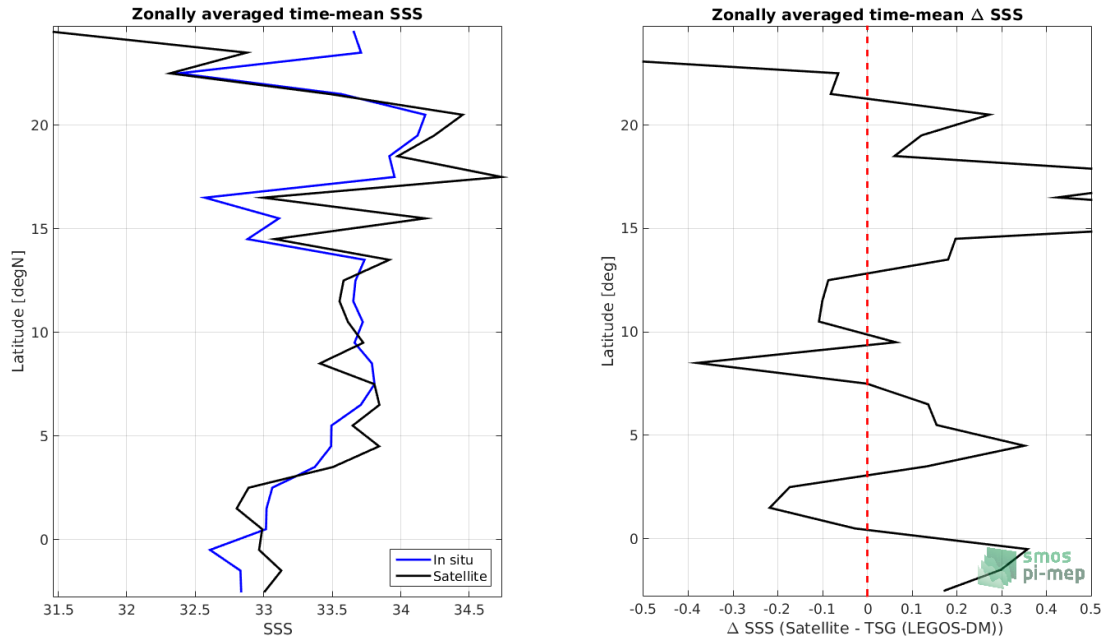 Zonally averaged time-mean SSS
Latitude [degN]
20
15
10
5
0
31.5 32 32.5 33 33.5 34 34.5
SSS
In situ
Satellite
Zonally averaged time-mean Δ SSS
Latitude [deg]
20
15
10
5
0
-0.5 -0.4 -0.3 -0.2 -0.1 0 0.1 0.2 0.3 0.4 0.5
Δ SSS (Satellite - TSG (LEGOS-DM))
smos
pi-mep